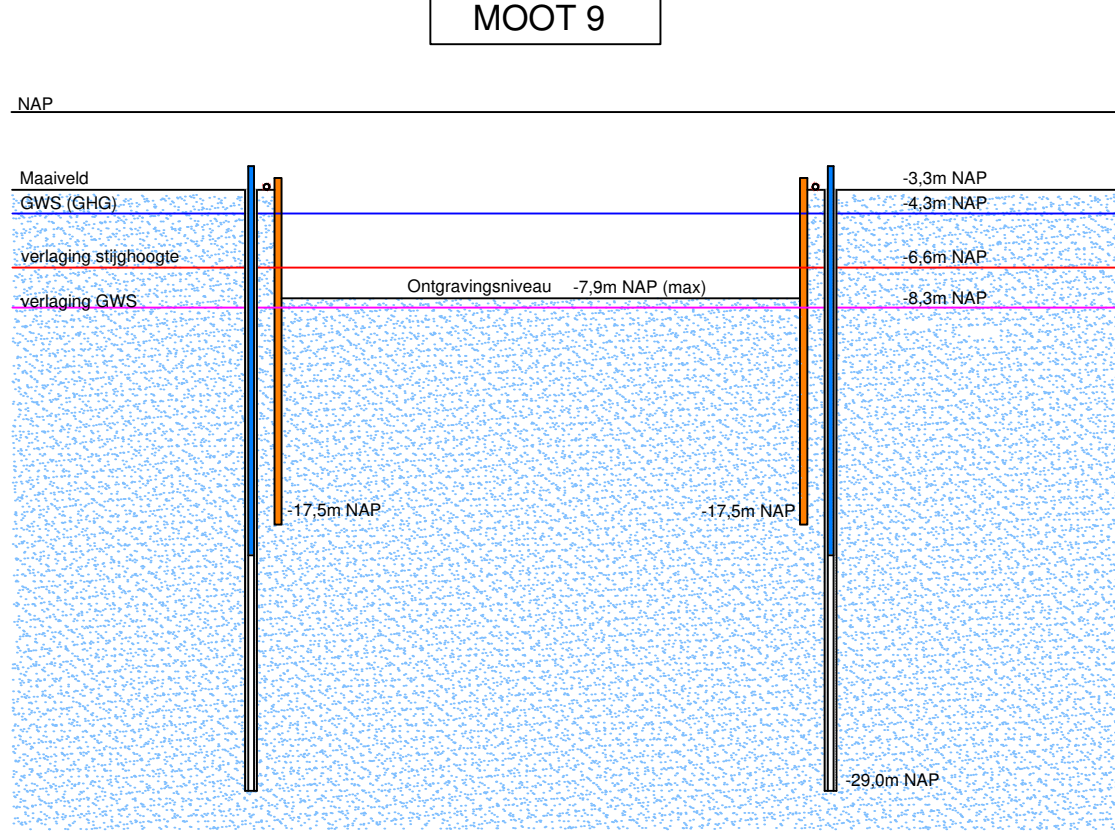 MOOT 9
NAP
Maaiveld -3,3m NAP
GWS (GHG) -4,3m NAP
verlaging stijghoogte -6,6m NAP
Ontgravingsniveau -7,9m NAP (max)
verlaging GWS -8,3m NAP
-17,5m NAP -17,5m NAP
-29,0m NAP